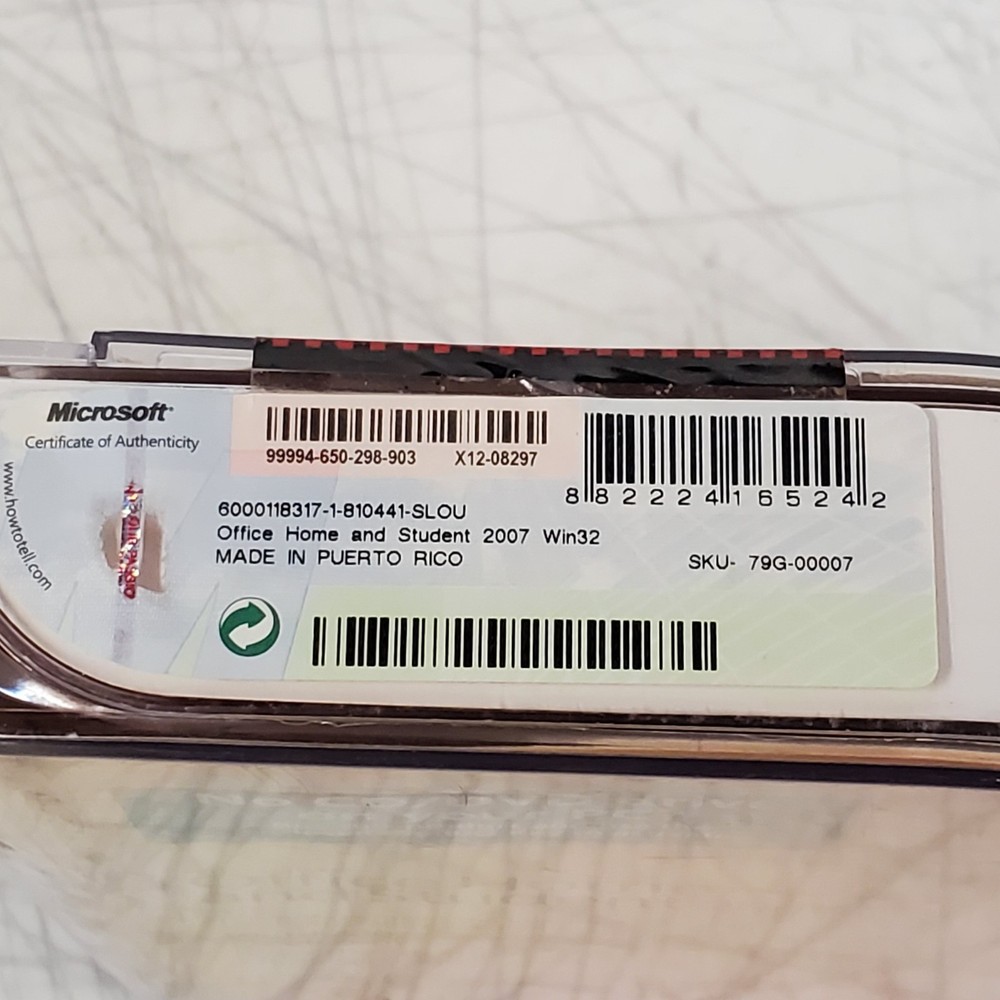 Microsoft
Certificate of Authenticity
www.howtotell.com
99994-650-298-903 X12-08297
8 82224 16524 2
6000118317-1-810441-SLOU
Office Home and Student 2007 Win32
MADE IN PUERTO RICO
SKU- 79G-00007